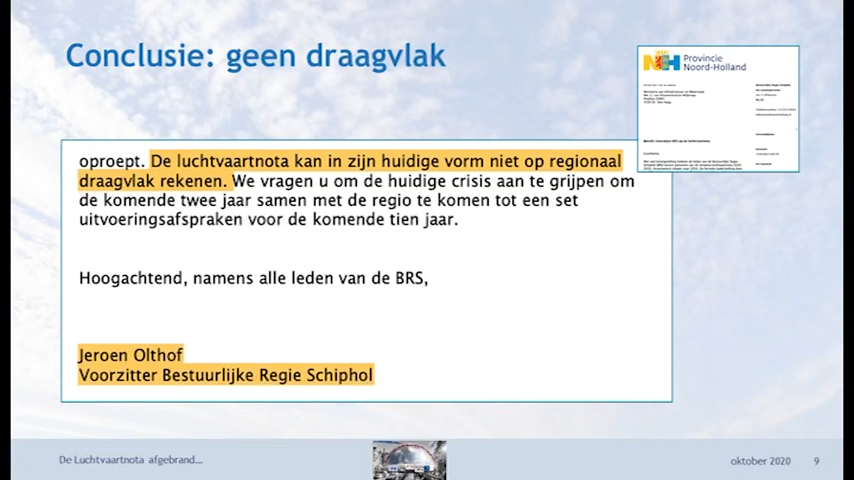 Conclusie: geen draagvlak
Provincie
Noord-Holland
oproept. De luchtvaartnota kan in zijn huidige vorm niet op regionaal
draagvlak rekenen. We vragen u om de huidige crisis aan te grijpen om
de komende twee jaar samen met de regio te komen tot een set
uitvoeringsafspraken voor de komende tien jaar.
Hoogachtend, namens alle leden van de BRS,
Jeroen Olthof
Voorzitter Bestuurlijke Regie Schiphol
De Luchtvaartnota afgebrand...
oktober 2020
9